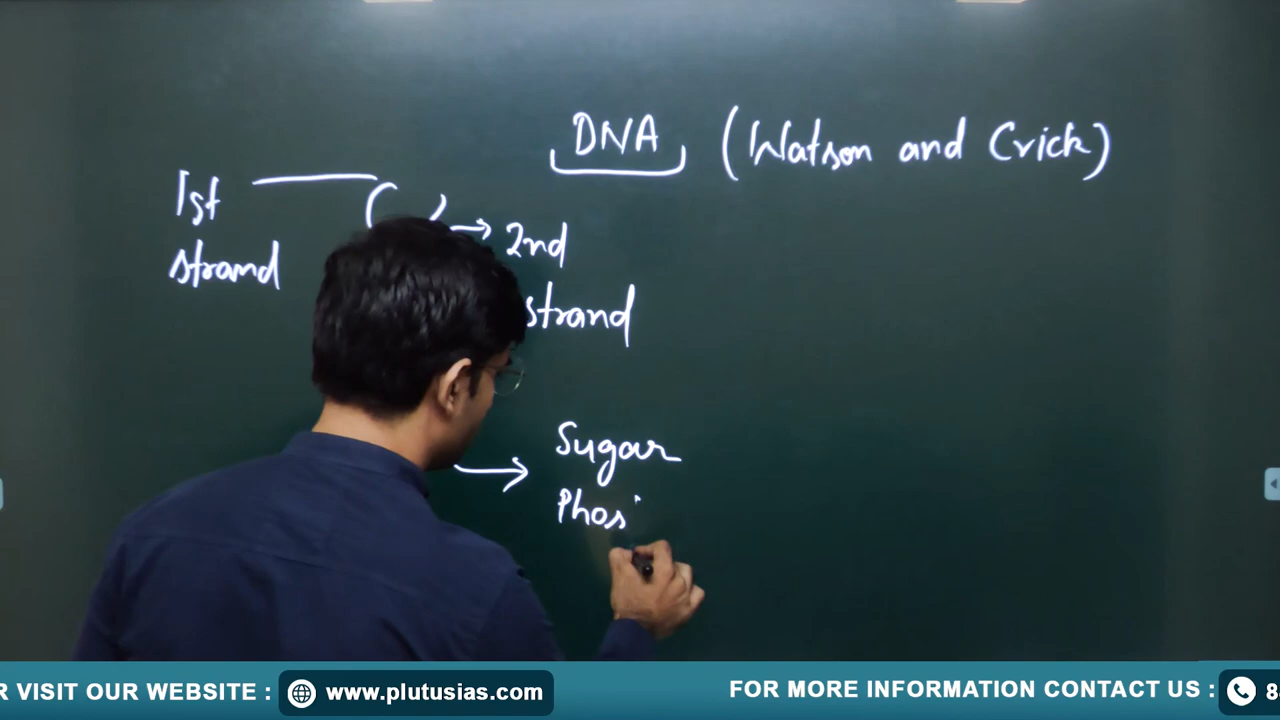 DNA (Watson and Crick)
1st
strand
2nd
strand
Sugar
Phos
R VISIT OUR WEBSITE : www.plutusias.com
FOR MORE INFORMATION CONTACT US : 8